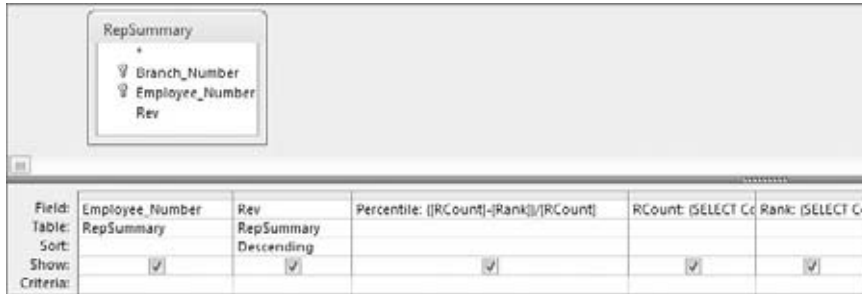 RepSummary
*
Branch_Number
Employee_Number
Rev
Field: Employee_Number Rev Percentile: ([RCount]-[Rank])/[RCount] RCount: (SELECT Co Rank: (SELECT C
Table: RepSummary RepSummary
Sort: Descending
Show:
Criteria: